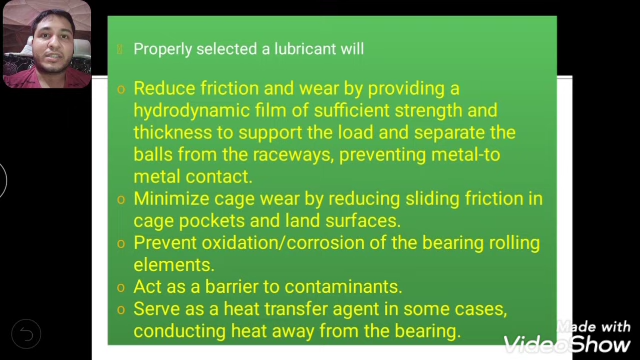 Properly selected a lubricant will
o Reduce friction and wear by providing a
hydrodynamic film of sufficient strength and
thickness to support the load and separate the
balls from the raceways, preventing metal-to
metal contact.
o Minimize cage wear by reducing sliding friction in
cage pockets and land surfaces.
o Prevent oxidation/corrosion of the bearing rolling
elements.
o Act as a barrier to contaminants.
o Serve as a heat transfer agent in some cases,
conducting heat away from the bearing.
Made with
VideoShow